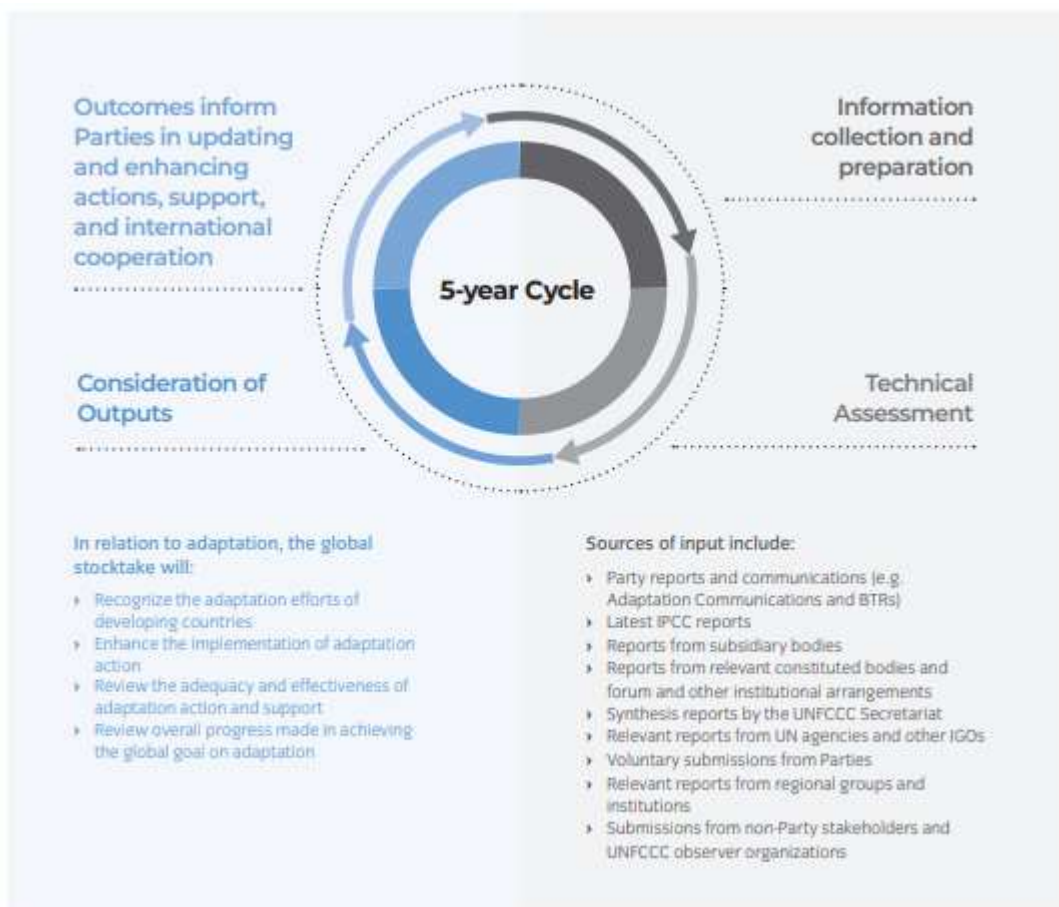 Outcomes inform
Parties in updating
and enhancing
actions, support,
and international
cooperation
Information
collection and
preparation
5-year Cycle
Consideration of
Outputs
Technical
Assessment
In relation to adaptation, the global
stocktake will:
› Recognize the adaptation efforts of
developing countries
› Enhance the implementation of adaptation
action
› Review the adequacy and effectiveness of
adaptation action and support
› Review overall progress made in achieving
the global goal on adaptation
Sources of input include:
› Party reports and communications (e.g.
Adaptation Communications and BTRs)
› Latest IPCC reports
› Reports from subsidiary bodies
› Reports from relevant constituted bodies and
forum and other institutional arrangements
› Synthesis reports by the UNFCCC Secretariat
› Relevant reports from UN agencies and other IGOs
› Voluntary submissions from Parties
› Relevant reports from regional groups and
institutions
› Submissions from non-Party stakeholders and
UNFCCC observer organizations